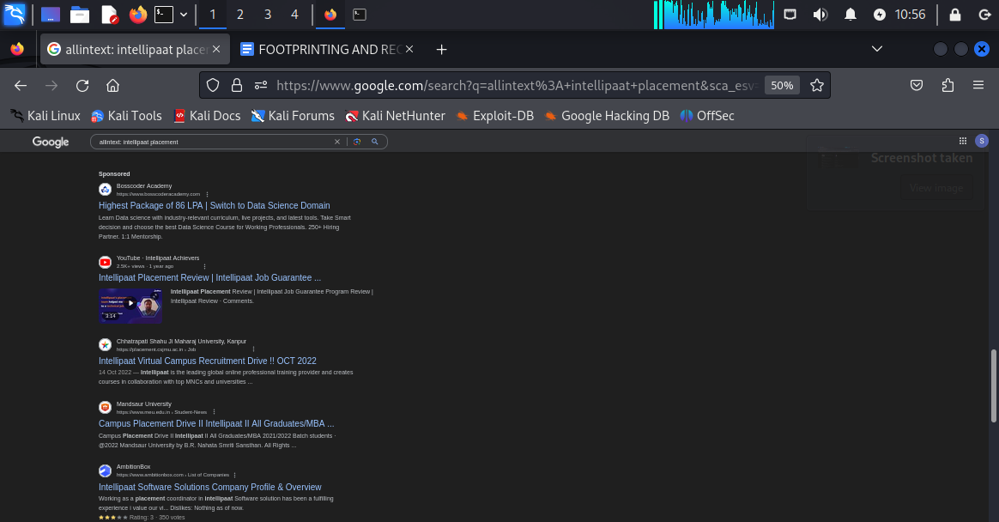 1 2 3 4
10:56
allintext: intellipaat placer
FOOTPRINTING AND REC
https://www.google.com/search?q=allintext%3A+intellipaat+placement&sca_esv=
50%
Kali Linux Kali Tools Kali Docs Kali Forums Kali NetHunter Exploit-DB Google Hacking DB OffSec
Google
allintext: intellipaat placement
S
Screenshot taken
View image
Sponsored
Bosscoder Academy
https://www.bosscoderacademy.com
Highest Package of 86 LPA | Switch to Data Science Domain
Learn Data science with industry-relevant curriculum, live projects, and latest tools. Take Smart
decision and choose the best Data Science Course for Working Professionals. 250+ Hiring
Partner. 1:1 Mentorship.
YouTube · Intellipaat Achievers
2.5K+ views · 1 year ago
Intellipaat Placement Review | Intellipaat Job Guarantee ...
3:14
Intellipaat Placement Review | Intellipaat Job Guarantee Program Review |
Intellipaat Review · Comments.
Chhatrapati Shahu Ji Maharaj University, Kanpur
https://placement.csjmu.ac.in › Job
Intellipaat Virtual Campus Recruitment Drive !! OCT 2022
14 Oct 2022 — Intellipaat is the leading global online professional training provider and creates
courses in collaboration with top MNCs and universities ...
Mandsaur University
https://www.meu.edu.in › Student-News
Campus Placement Drive II Intellipaat II All Graduates/MBA ...
Campus Placement Drive II Intellipaat II All Graduates/MBA 2021/2022 Batch students ·
@2022 Mandsaur University by B.R. Nahata Smriti Sansthan. All Rights ...
AmbitionBox
https://www.ambitionbox.com › List of Companies
Intellipaat Software Solutions Company Profile & Overview
Working as a placement coordinator in Intellipaat Software solution has been a fulfilling
experience i value our vi... Dislikes: Nothing as of now.
Rating: 3 · 350 votes